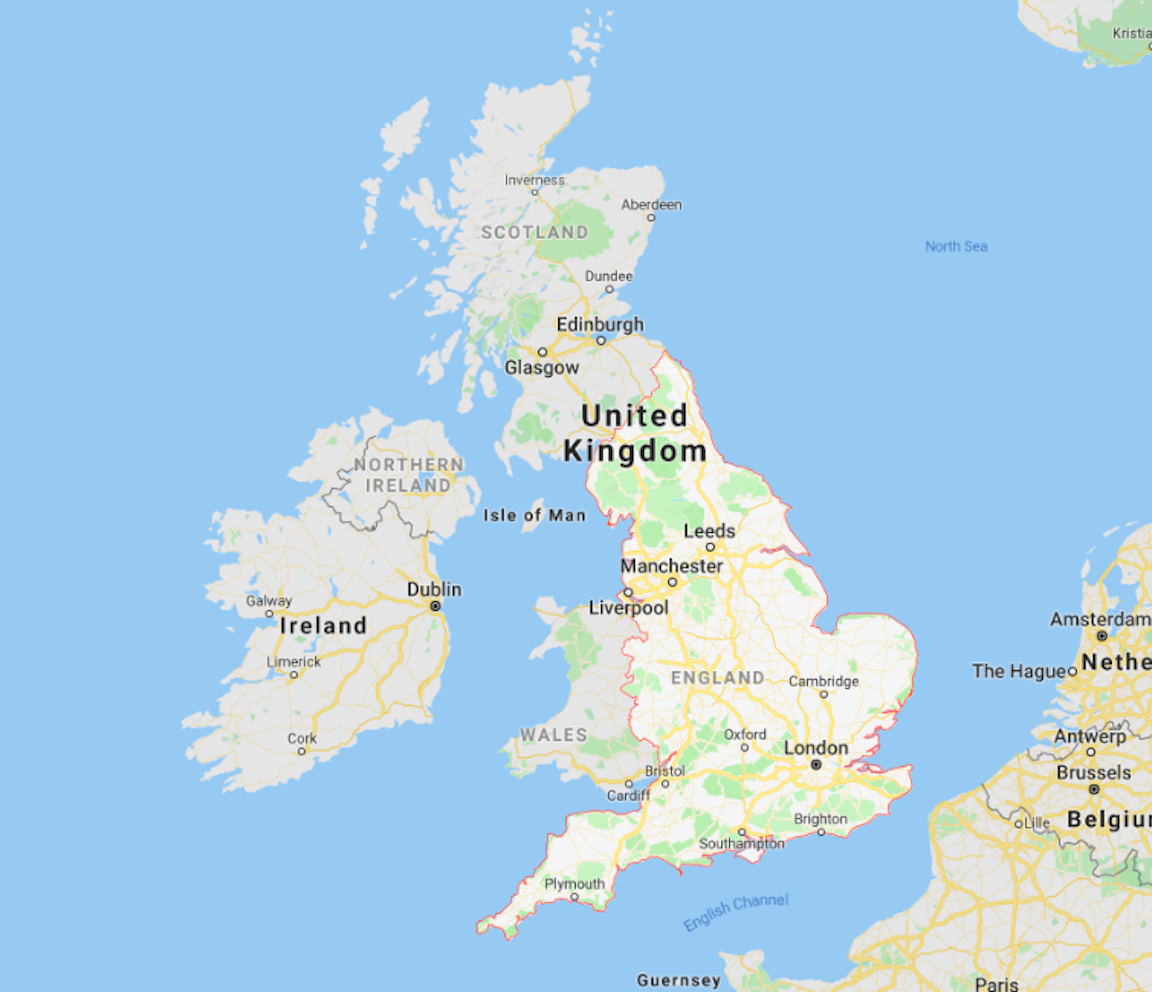 Kristia
Inverness
Aberdeen
SCOTLAND
North Sea
Dundee
Edinburgh
Glasgow
United
Kingdom
NORTHERN
IRELAND
Isle of Man
Leeds
Manchester
Dublin
Galway
Liverpool
Ireland
Amsterdam
Limerick
The Hague
Nethe
ENGLAND
Cambridge
Cork
WALES
Oxford
London
Antwerp
Bristol
Brussels
Cardiff
Brighton
Lille
Belgiu
Southampton
Plymouth
English Channel
Guernsey
Paris